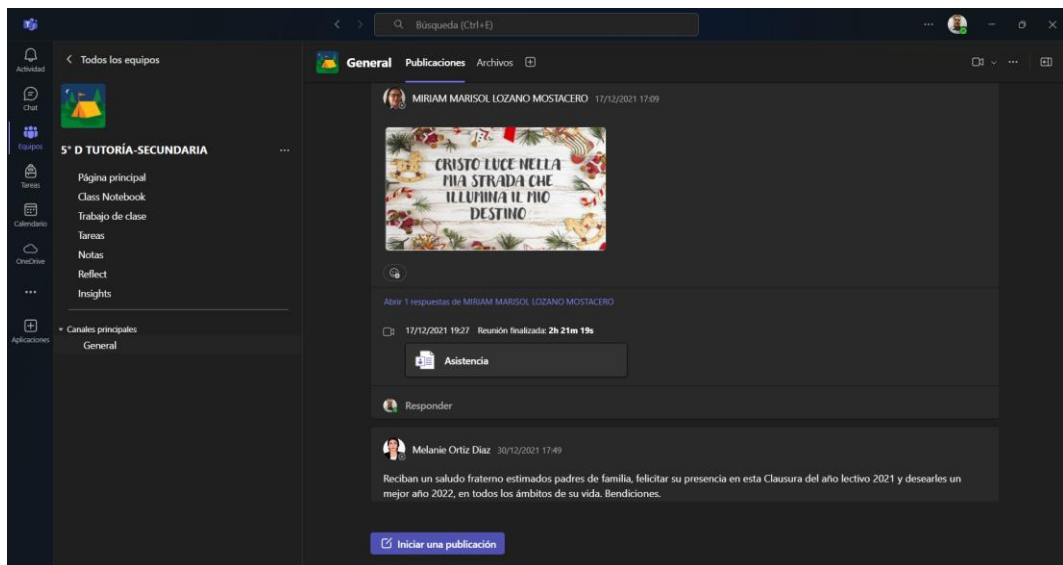 Búsqueda (Ctrl+E)
Actividad
Chat
Equipos
Tareas
Calendario
OneDrive
Aplicaciones
Todos los equipos
5° D TUTORÍA-SECUNDARIA
Página principal
Class Notebook
Trabajo de clase
Tareas
Notas
Reflect
Insights
Canales principales
General
General Publicaciones Archivos
MIRIAM MARISOL LOZANO MOSTACERO 17/12/2021 17:09
CRISTO LUCE NELLA
MIA STRADA CHE
ILLUMINA IL MIO
DESTINO
Abrir 1 respuestas de MIRIAM MARISOL LOZANO MOSTACERO
17/12/2021 19:27 Reunión finalizada: 2h 21m 19s
Asistencia
Responder
Melanie Ortiz Diaz 30/12/2021 17:49
Reciban un saludo fraterno estimados padres de familia, felicitar su presencia en esta Clausura del año lectivo 2021 y desearles un
mejor año 2022, en todos los ámbitos de su vida. Bendiciones.
Iniciar una publicación